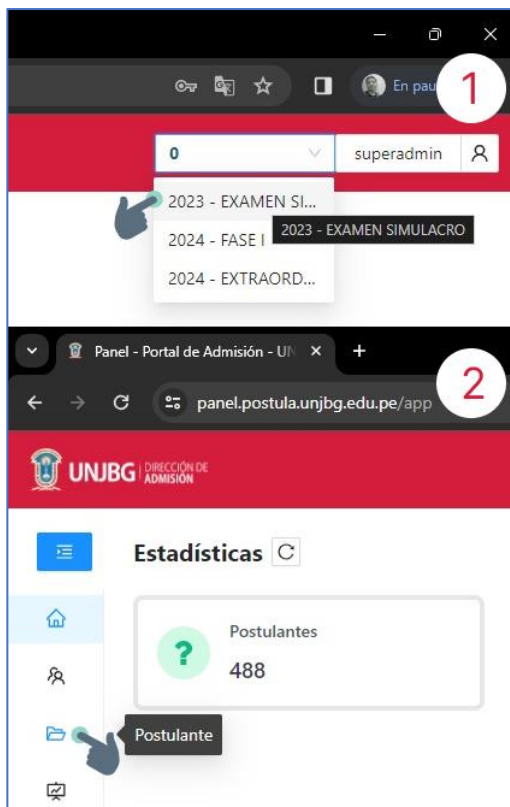 En pau
1
0
superadmin
2023 - EXAMEN SI...
2023 - EXAMEN SIMULACRO
2024 - FASE I
2024 - EXTRAORD...
Panel - Portal de Admisión - UN
2
panel.postula.unjbg.edu.pe/app
UNJBG
DIRECCIÓN DE
ADMISIÓN
Estadísticas
?
Postulantes
488
Postulante